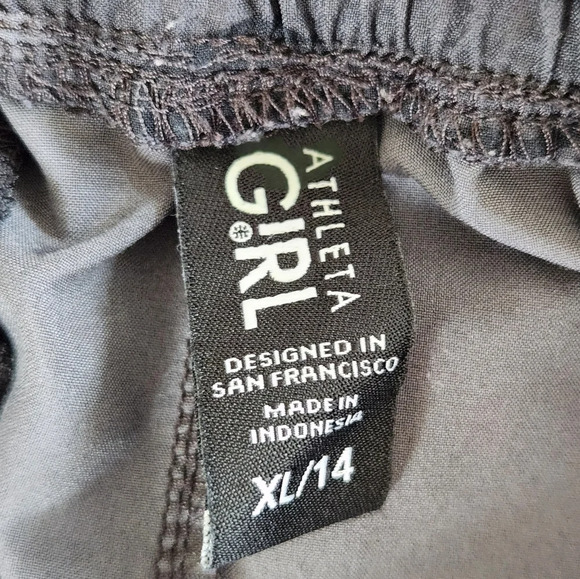 ATHLETA
GIRL
DESIGNED IN
SAN FRANCISCO
MADE IN
INDONESIA
XL/14